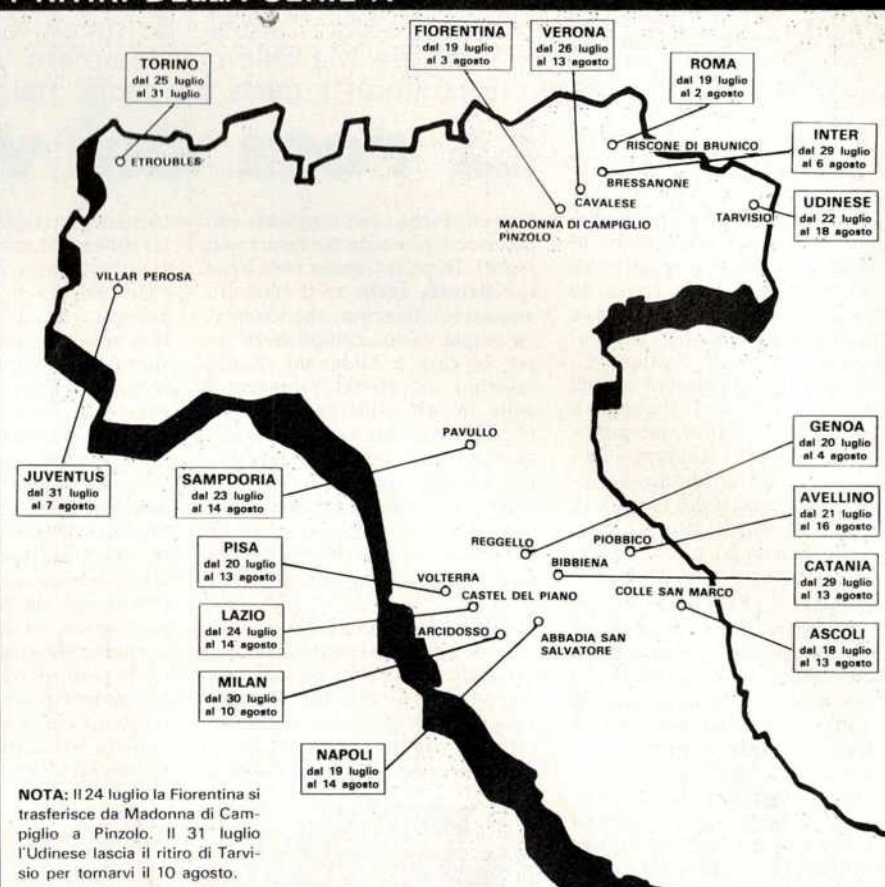 FIORENTINA
dal 19 luglio
al 3 agosto
VERONA
dal 26 luglio
al 13 agosto
TORINO
dal 25 luglio
al 31 luglio
ROMA
dal 19 luglio
al 2 agosto
INTER
dal 29 luglio
al 6 agosto
UDINESE
dal 22 luglio
al 18 agosto
ETROUBLES
RISCONE DI BRUNICO
BRESSANONE
CAVALESE
TARVISIO
MADONNA DI CAMPIGLIO
PINZOLO
VILLAR PEROSA
JUVENTUS
dal 31 luglio
al 7 agosto
SAMPDORIA
dal 23 luglio
al 14 agosto
PAVULLO
GENOA
dal 20 luglio
al 4 agosto
AVELLINO
dal 21 luglio
al 16 agosto
PISA
dal 20 luglio
al 13 agosto
REGGELLO
PIOBBICO
BIBBIENA
CATANIA
dal 29 luglio
al 13 agosto
VOLTERRA
CASTEL DEL PIANO
COLLE SAN MARCO
LAZIO
dal 24 luglio
al 14 agosto
ARCIDOSSO
ABBADIA SAN
SALVATORE
ASCOLI
dal 18 luglio
al 13 agosto
MILAN
dal 30 luglio
al 10 agosto
NAPOLI
dal 19 luglio
al 14 agosto
NOTA: Il 24 luglio la Fiorentina si
trasferisce da Madonna di Cam-
piglio a Pinzolo. Il 31 luglio
l'Udinese lascia il ritiro di Tarvi-
sio per tornarvi il 10 agosto.